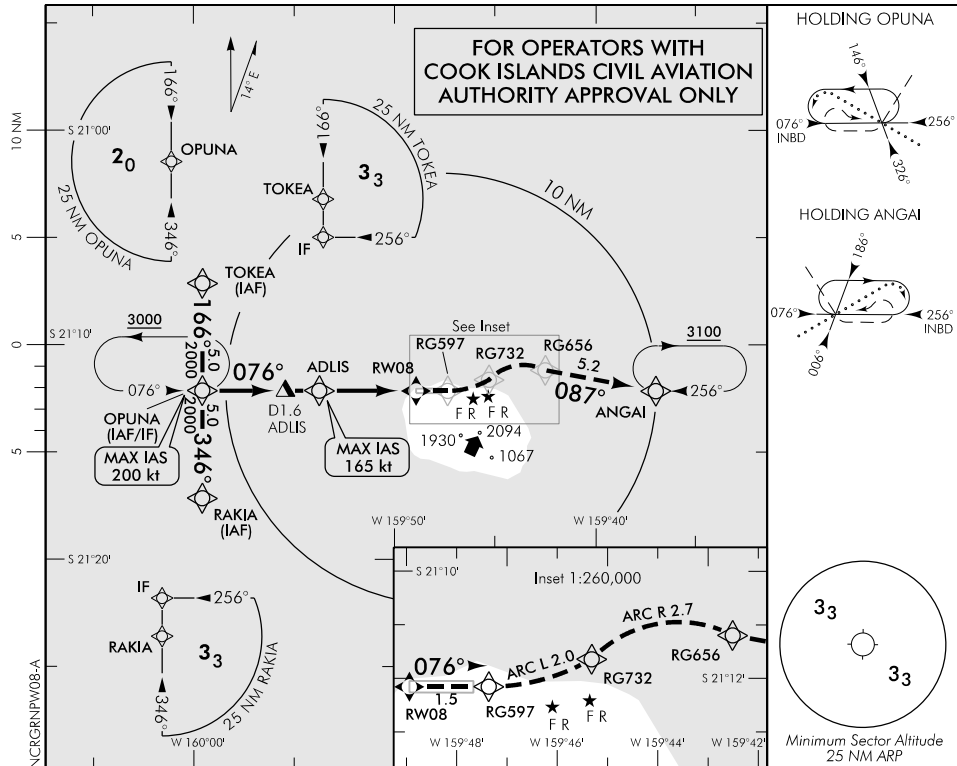 FOR OPERATORS WITH
COOK ISLANDS CIVIL AVIATION
AUTHORITY APPROVAL ONLY
HOLDING OPUNA
146°
076°
INBD
256°
326°
HOLDING ANGAI
186°
076°
256°
INBD
006°
14° E
10 NM
5
0
5
S 21°00'
166°
OPUNA
2 0
346°
25 NM OPUNA
166°
25 NM TOKEA
3 3
TOKEA
IF
256°
10 NM
TOKEA
(IAF)
S 21°10'
3000
166°
5.0
2000
076°
076°
OPUNA
(IAF/IF)
5.0
2000
346°
MAX IAS
200 kt
D1.6
ADLIS
ADLIS
MAX IAS
165 kt
RW08
See Inset
RG597
RG732
RG656
5.2
087°
3100
256°
ANGAI
F R
F R
1930
2094
1067
RAKIA
(IAF)
W 159°50'
W 159°40'
S 21°20'
IF
256°
RAKIA
3 3
346°
25 NM RAKIA
W 160°00'
NCRGRNPW08-A
S 21°10'
Inset 1:260,000
ARC R 2.7
076°
ARC L 2.0
RG656
RG732
S 21°12'
1.5
RW08
RG597
F R
F R
W 159°48'
W 159°46'
W 159°44'
W 159°42'
3 3
3 3
Minimum Sector Altitude
25 NM ARP